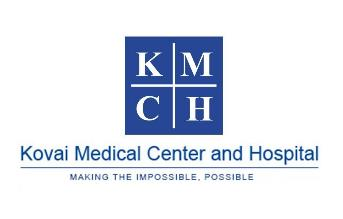 K M
C H
Kovai Medical Center and Hospital
MAKING THE IMPOSSIBLE, POSSIBLE